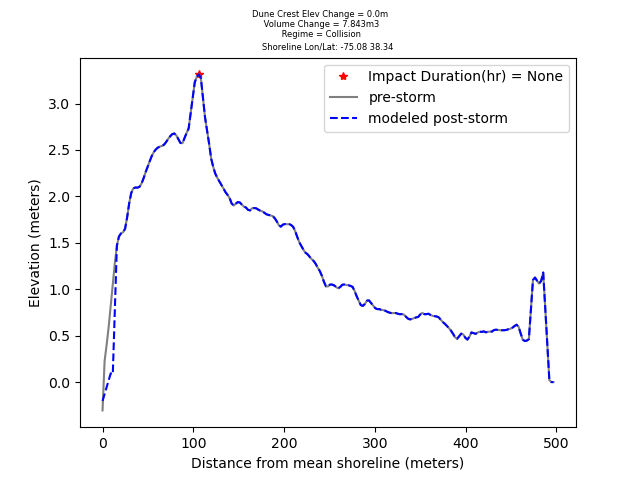 Dune Crest Elev Change = 0.0m
Volume Change = 7.843m3
Regime = Collision
Shoreline Lon/Lat: -75.08 38.34
Impact Duration(hr) = None
pre-storm
modeled post-storm
Elevation (meters)
3.0
2.5
2.0
1.5
1.0
0.5
0.0
0 100 200 300 400 500
Distance from mean shoreline (meters)